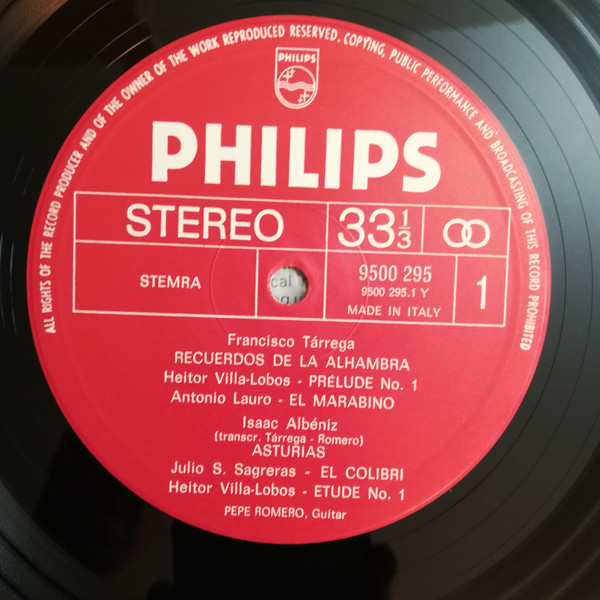 ALL RIGHTS OF THE RECORD PRODUCER AND OF THE OWNER OF THE WORK REPRODUCED RESERVED. COPYING, PUBLIC PERFORMANCE AND BROADCASTING OF THIS RECORD PROHIBITED
PHILIPS
PHILIPS
STEREO 33 1/3
STEMRA
cal
9500 295
9500 295.1 Y
MADE IN ITALY
1
Francisco Tárrega
RECUERDOS DE LA ALHAMBRA
Heitor Villa-Lobos - PRÉLUDE No. 1
Antonio Lauro - EL MARABINO
Isaac Albéniz
(transcr. Tárrega - Romero)
ASTURIAS
Julio S. Sagreras - EL COLIBRI
Heitor Villa-Lobos - ETUDE No. 1
PEPE ROMERO, Guitar